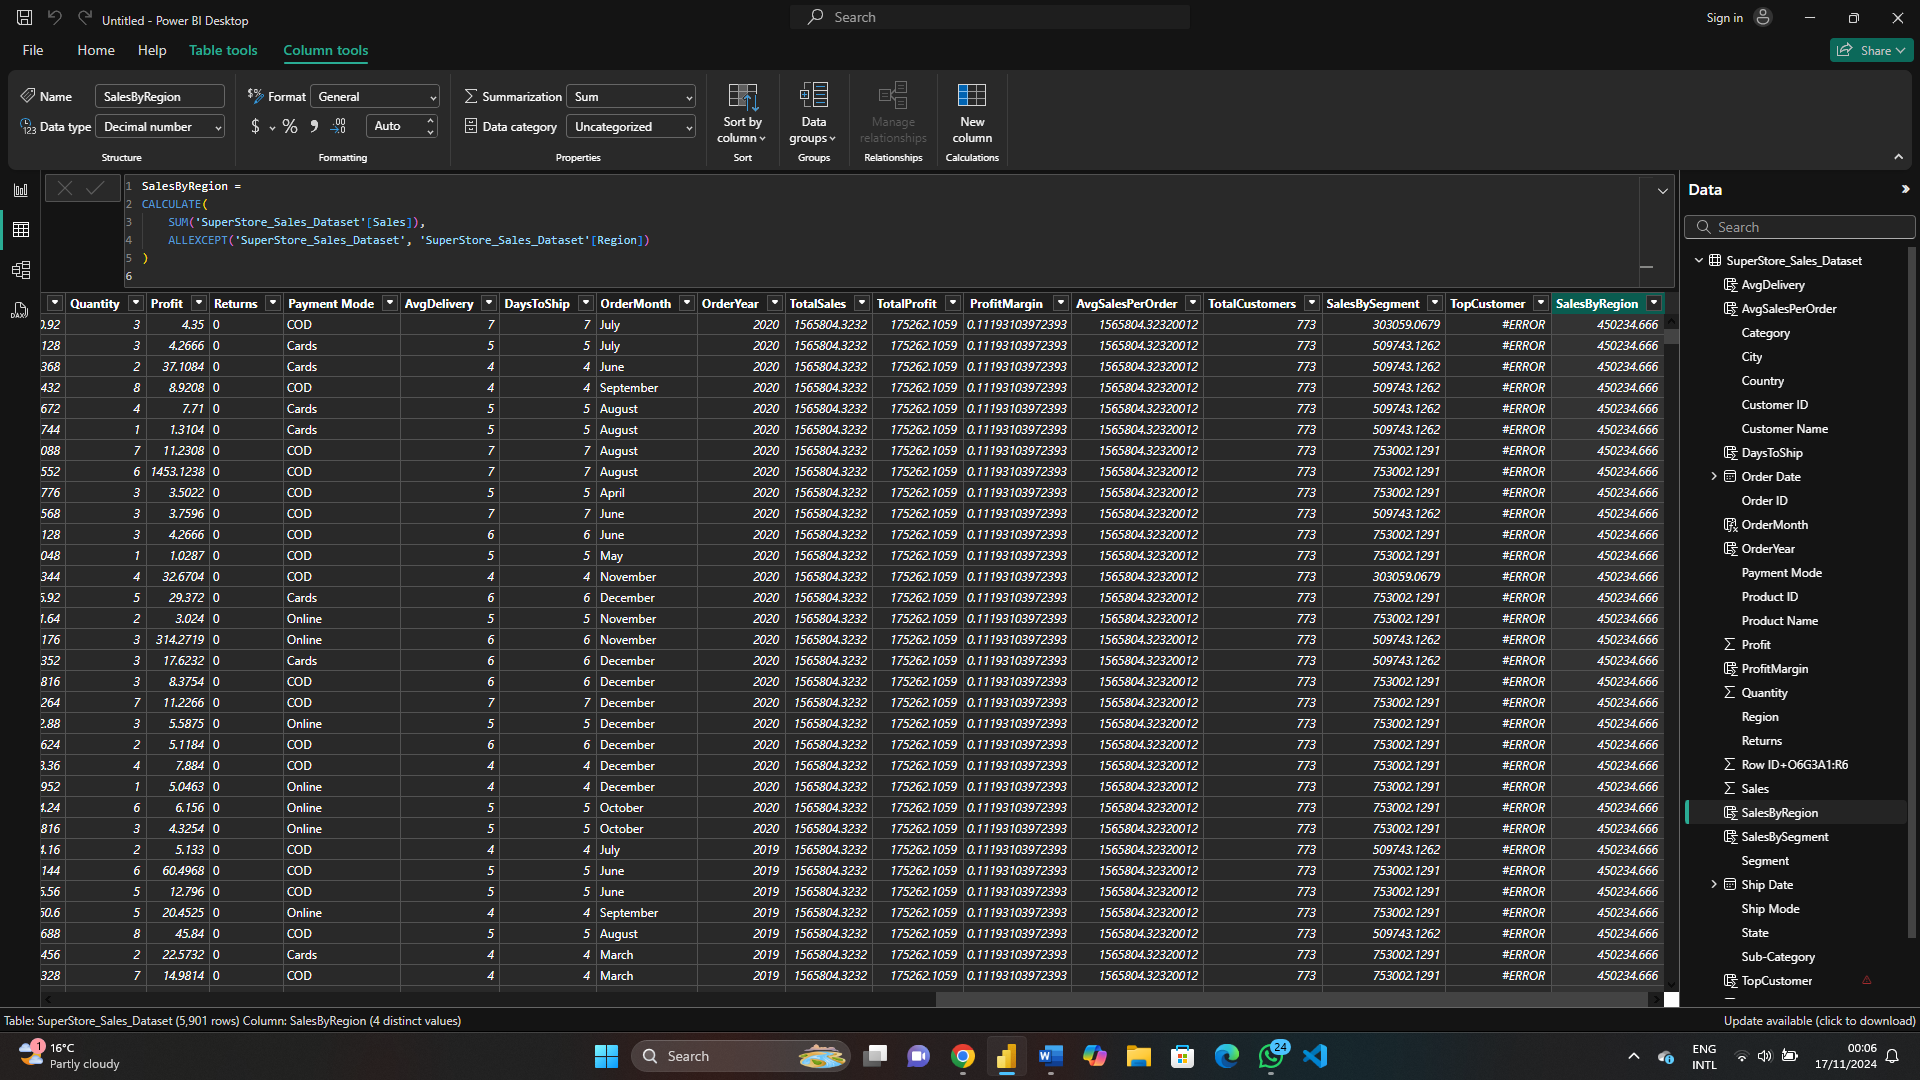 Untitled - Power BI Desktop
Search
Sign in
File Home Help Table tools Column tools
Share
Name SalesByRegion
Format General
Summarization Sum
Data type Decimal number
$ % Auto
Data category Uncategorized
Sort by column
Data groups
Manage relationships
New column
Structure Formatting Properties Sort Groups Relationships Calculations
1 SalesByRegion =
2 CALCULATE(
3 SUM('SuperStore_Sales_Dataset'[Sales]),
4 ALLEXCEPT('SuperStore_Sales_Dataset', 'SuperStore_Sales_Dataset'[Region])
5 )
6
Quantity Profit Returns Payment Mode AvgDelivery DaysToShip OrderMonth OrderYear TotalSales TotalProfit ProfitMargin AvgSalesPerOrder TotalCustomers SalesBySegment TopCustomer SalesByRegion
0.92 3 4.35 0 COD 7 7 July 2020 1565804.3232 175262.1059 0.11193103972393 1565804.32320012 773 303059.0679 #ERROR 450234.666
128 3 4.2666 0 Cards 5 5 July 2020 1565804.3232 175262.1059 0.11193103972393 1565804.32320012 773 509743.1262 #ERROR 450234.666
368 2 37.1084 0 Cards 4 4 June 2020 1565804.3232 175262.1059 0.11193103972393 1565804.32320012 773 509743.1262 #ERROR 450234.666
432 8 8.9208 0 COD 4 4 September 2020 1565804.3232 175262.1059 0.11193103972393 1565804.32320012 773 509743.1262 #ERROR 450234.666
672 4 7.71 0 Cards 5 5 August 2020 1565804.3232 175262.1059 0.11193103972393 1565804.32320012 773 509743.1262 #ERROR 450234.666
744 1 1.3104 0 Cards 5 5 August 2020 1565804.3232 175262.1059 0.11193103972393 1565804.32320012 773 509743.1262 #ERROR 450234.666
088 7 11.2308 0 COD 7 7 August 2020 1565804.3232 175262.1059 0.11193103972393 1565804.32320012 773 753002.1291 #ERROR 450234.666
552 6 1453.1238 0 COD 7 7 August 2020 1565804.3232 175262.1059 0.11193103972393 1565804.32320012 773 753002.1291 #ERROR 450234.666
776 3 3.5022 0 COD 5 5 April 2020 1565804.3232 175262.1059 0.11193103972393 1565804.32320012 773 753002.1291 #ERROR 450234.666
568 3 3.7596 0 COD 7 7 June 2020 1565804.3232 175262.1059 0.11193103972393 1565804.32320012 773 509743.1262 #ERROR 450234.666
128 3 4.2666 0 COD 6 6 June 2020 1565804.3232 175262.1059 0.11193103972393 1565804.32320012 773 753002.1291 #ERROR 450234.666
048 1 1.0287 0 COD 5 5 May 2020 1565804.3232 175262.1059 0.11193103972393 1565804.32320012 773 753002.1291 #ERROR 450234.666
344 4 32.6704 0 COD 4 4 November 2020 1565804.3232 175262.1059 0.11193103972393 1565804.32320012 773 303059.0679 #ERROR 450234.666
5.92 5 29.372 0 Cards 6 6 December 2020 1565804.3232 175262.1059 0.11193103972393 1565804.32320012 773 753002.1291 #ERROR 450234.666
1.64 2 3.024 0 Online 5 5 November 2020 1565804.3232 175262.1059 0.11193103972393 1565804.32320012 773 753002.1291 #ERROR 450234.666
176 3 314.2719 0 Online 6 6 November 2020 1565804.3232 175262.1059 0.11193103972393 1565804.32320012 773 509743.1262 #ERROR 450234.666
352 3 17.6232 0 Cards 6 6 December 2020 1565804.3232 175262.1059 0.11193103972393 1565804.32320012 773 509743.1262 #ERROR 450234.666
816 3 8.3754 0 COD 6 6 December 2020 1565804.3232 175262.1059 0.11193103972393 1565804.32320012 773 753002.1291 #ERROR 450234.666
264 7 11.2266 0 COD 7 7 December 2020 1565804.3232 175262.1059 0.11193103972393 1565804.32320012 773 753002.1291 #ERROR 450234.666
2.88 3 5.5875 0 Online 5 5 December 2020 1565804.3232 175262.1059 0.11193103972393 1565804.32320012 773 753002.1291 #ERROR 450234.666
624 2 5.1184 0 COD 6 6 December 2020 1565804.3232 175262.1059 0.11193103972393 1565804.32320012 773 753002.1291 #ERROR 450234.666
3.36 4 7.884 0 COD 4 4 December 2020 1565804.3232 175262.1059 0.11193103972393 1565804.32320012 773 753002.1291 #ERROR 450234.666
952 1 5.0463 0 Online 4 4 December 2020 1565804.3232 175262.1059 0.11193103972393 1565804.32320012 773 753002.1291 #ERROR 450234.666
4.24 6 6.156 0 Online 5 5 October 2020 1565804.3232 175262.1059 0.11193103972393 1565804.32320012 773 753002.1291 #ERROR 450234.666
816 3 4.3254 0 Online 5 5 October 2020 1565804.3232 175262.1059 0.11193103972393 1565804.32320012 773 753002.1291 #ERROR 450234.666
4.16 2 5.133 0 COD 4 4 July 2019 1565804.3232 175262.1059 0.11193103972393 1565804.32320012 773 509743.1262 #ERROR 450234.666
144 6 60.4968 0 COD 5 5 June 2019 1565804.3232 175262.1059 0.11193103972393 1565804.32320012 773 753002.1291 #ERROR 450234.666
5.56 5 12.796 0 COD 5 5 June 2019 1565804.3232 175262.1059 0.11193103972393 1565804.32320012 773 753002.1291 #ERROR 450234.666
50.6 5 20.4525 0 Online 4 4 September 2019 1565804.3232 175262.1059 0.11193103972393 1565804.32320012 773 753002.1291 #ERROR 450234.666
688 8 45.84 0 COD 5 5 August 2019 1565804.3232 175262.1059 0.11193103972393 1565804.32320012 773 509743.1262 #ERROR 450234.666
456 2 22.5732 0 Cards 4 4 March 2019 1565804.3232 175262.1059 0.11193103972393 1565804.32320012 773 753002.1291 #ERROR 450234.666
328 7 14.9814 0 COD 4 4 March 2019 1565804.3232 175262.1059 0.11193103972393 1565804.32320012 773 753002.1291 #ERROR 450234.666
Data
Search
SuperStore_Sales_Dataset
AvgDelivery
AvgSalesPerOrder
Category
City
Country
Customer ID
Customer Name
DaysToShip
Order Date
Order ID
OrderMonth
OrderYear
Payment Mode
Product ID
Product Name
Profit
ProfitMargin
Quantity
Region
Returns
Row ID+O6G3A1:R6
Sales
SalesByRegion
SalesBySegment
Segment
Ship Date
Ship Mode
State
Sub-Category
TopCustomer
Table: SuperStore_Sales_Dataset (5,901 rows) Column: SalesByRegion (4 distinct values)
Update available (click to download)
1
16°C
Partly cloudy
Search
24
ENG
INTL
00:06
17/11/2024